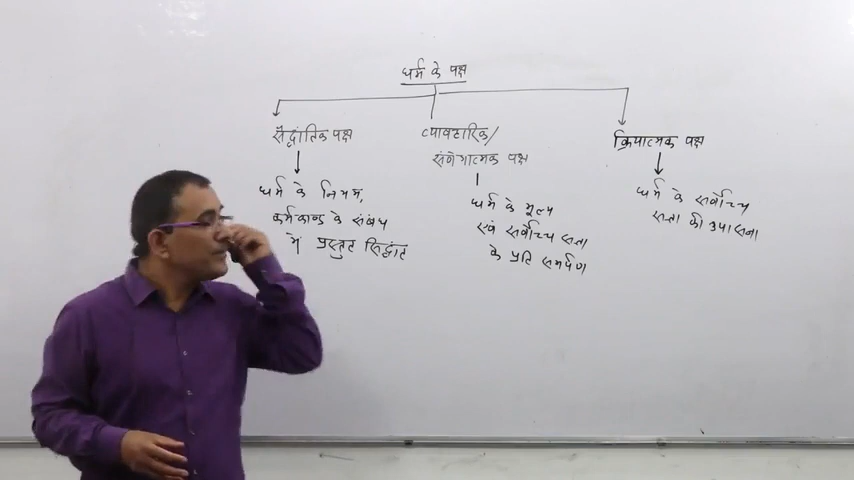 धर्म के पक्ष
सैद्धांतिक पक्ष
धर्म के नियम,
कर्मकाण्ड के संबंध
में प्रस्तुत सिद्धांत
व्यावहारिक/
संवेगात्मक पक्ष
धर्म के मूल्य
एवं सर्वोच्च सत्ता
के प्रति समर्पण
क्रियात्मक पक्ष
धर्म के सर्वोच्च
सत्ता की उपासना